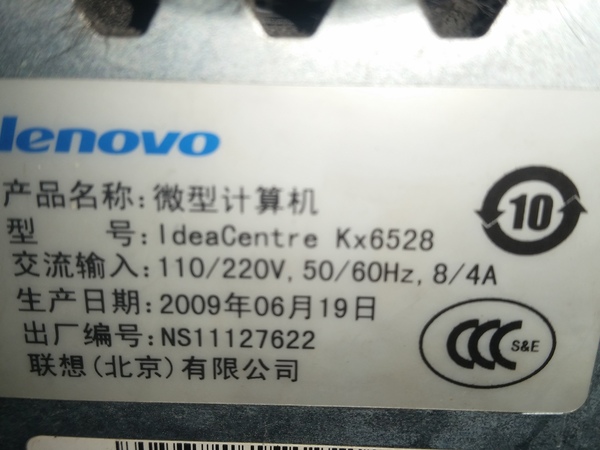 lenovo
产品名称:微型计算机
型 号:IdeaCentre Kx6528
10
交流输入:110/220V,50/60Hz,8/4A
生产日期:2009年06月19日
出厂编号:NS11127622
CCC S&E
联想(北京)有限公司